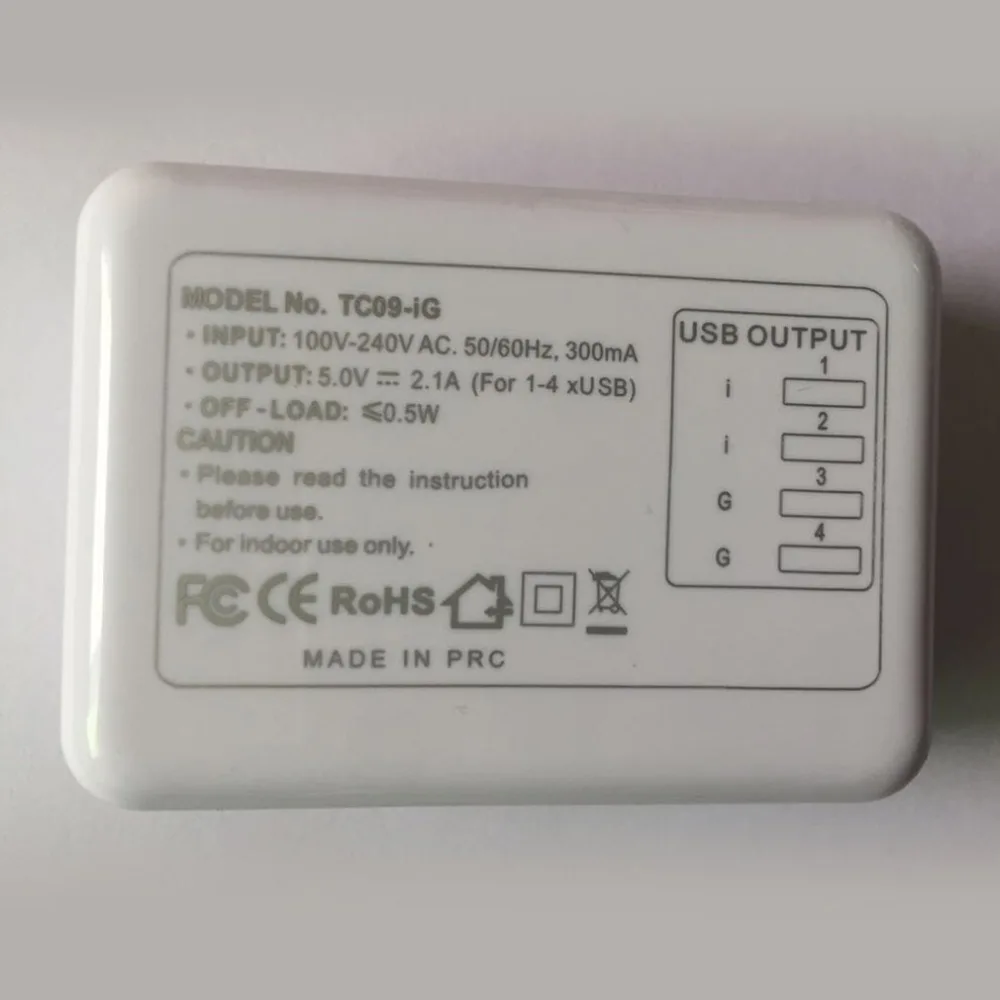 MODEL No. TC09-iG
• INPUT: 100V-240V AC. 50/60Hz, 300mA
• OUTPUT: 5.0V ⎓ 2.1A (For 1-4 xUSB)
• OFF-LOAD: ⩽0.5W
CAUTION
• Please read the instruction
before use.
• For indoor use only.
FC CE RoHS
MADE IN PRC
USB OUTPUT
1
i
2
i
3
G
4
G